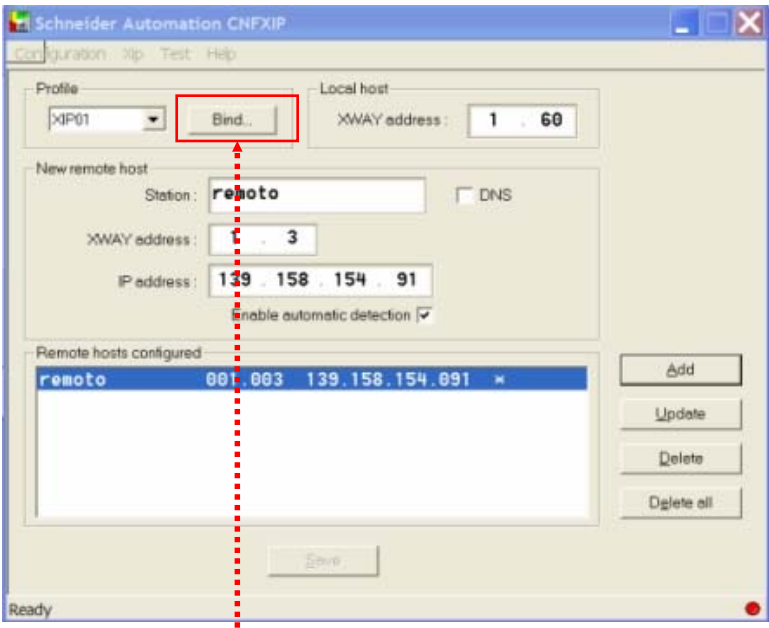 Schneider Automation CNFXIP
Configuration Xip Test Help
Profile
XIP01
Bind...
Local host
XWAY address : 1 . 60
New remote host
Station : remoto
DNS
XWAY address : 1 . 3
IP address : 139 . 158 . 154 . 91
Enable automatic detection
Remote hosts configured
remoto 001.003 139.158.154.091 *
Add
Update
Delete
Delete all
Save
Ready